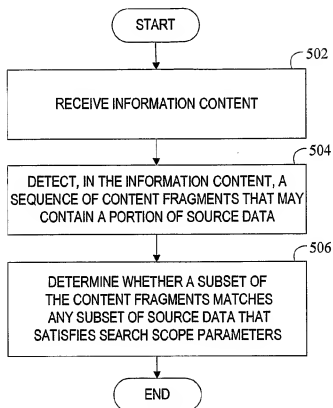 START
502
RECEIVE INFORMATION CONTENT
504
DETECT, IN THE INFORMATION CONTENT, A
SEQUENCE OF CONTENT FRAGMENTS THAT MAY
CONTAIN A PORTION OF SOURCE DATA
506
DETERMINE WHETHER A SUBSET OF
THE CONTENT FRAGMENTS MATCHES
ANY SUBSET OF SOURCE DATA THAT
SATISFIES SEARCH SCOPE PARAMETERS
END